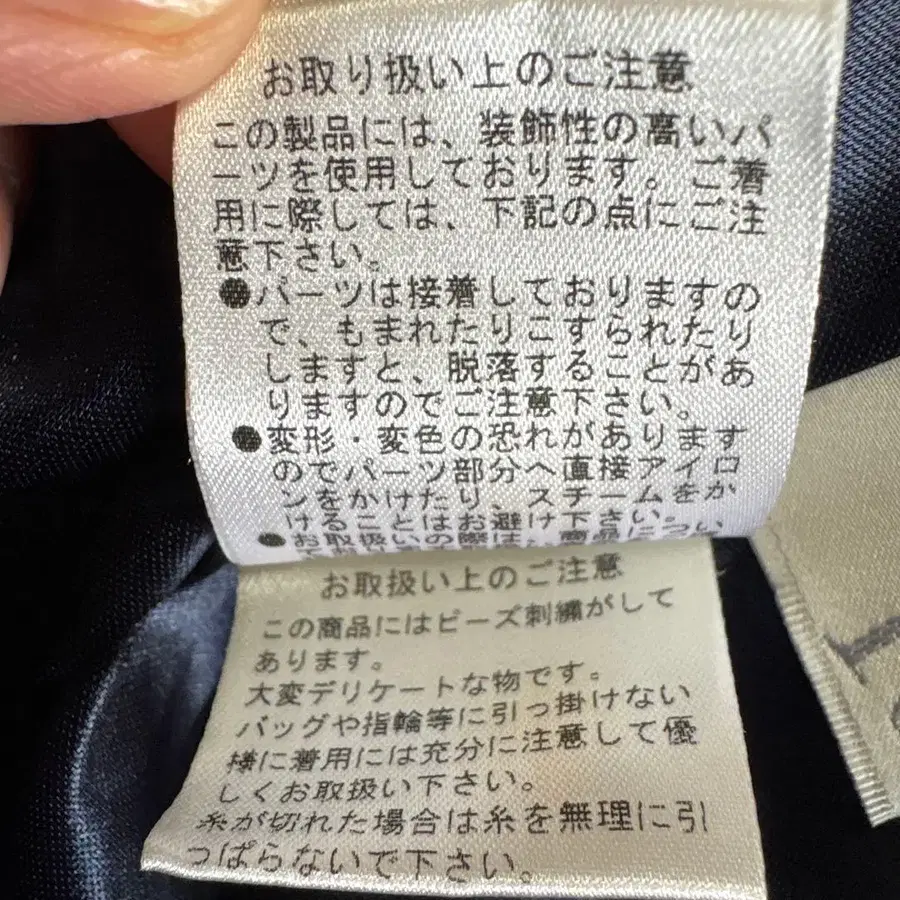 お取り扱い上のご注意
この製品には、装飾性の高いパ
ーツを使用しております。ご着
用に際しては、下記の点にご注
意下さい。
●パーツは接着しておりますの
で、もまれたりこすられたり
しますと、脱落することがあ
りますのでご注意下さい。
●変形・変色の恐れがあります
のでパーツ部分へ直接アイロ
ンをかけたり、スチームをか
けることはお避け下さい。
●お取扱いの際は、商品につい
お取扱い上のご注意
この商品にはビーズ刺繍がして
あります。
大変デリケートな物です。
バッグや指輪等に引っ掛けない
様に着用には充分に注意して優
しくお取扱い下さい。
糸が切れた場合は糸を無理に引
っぱらないで下さい。